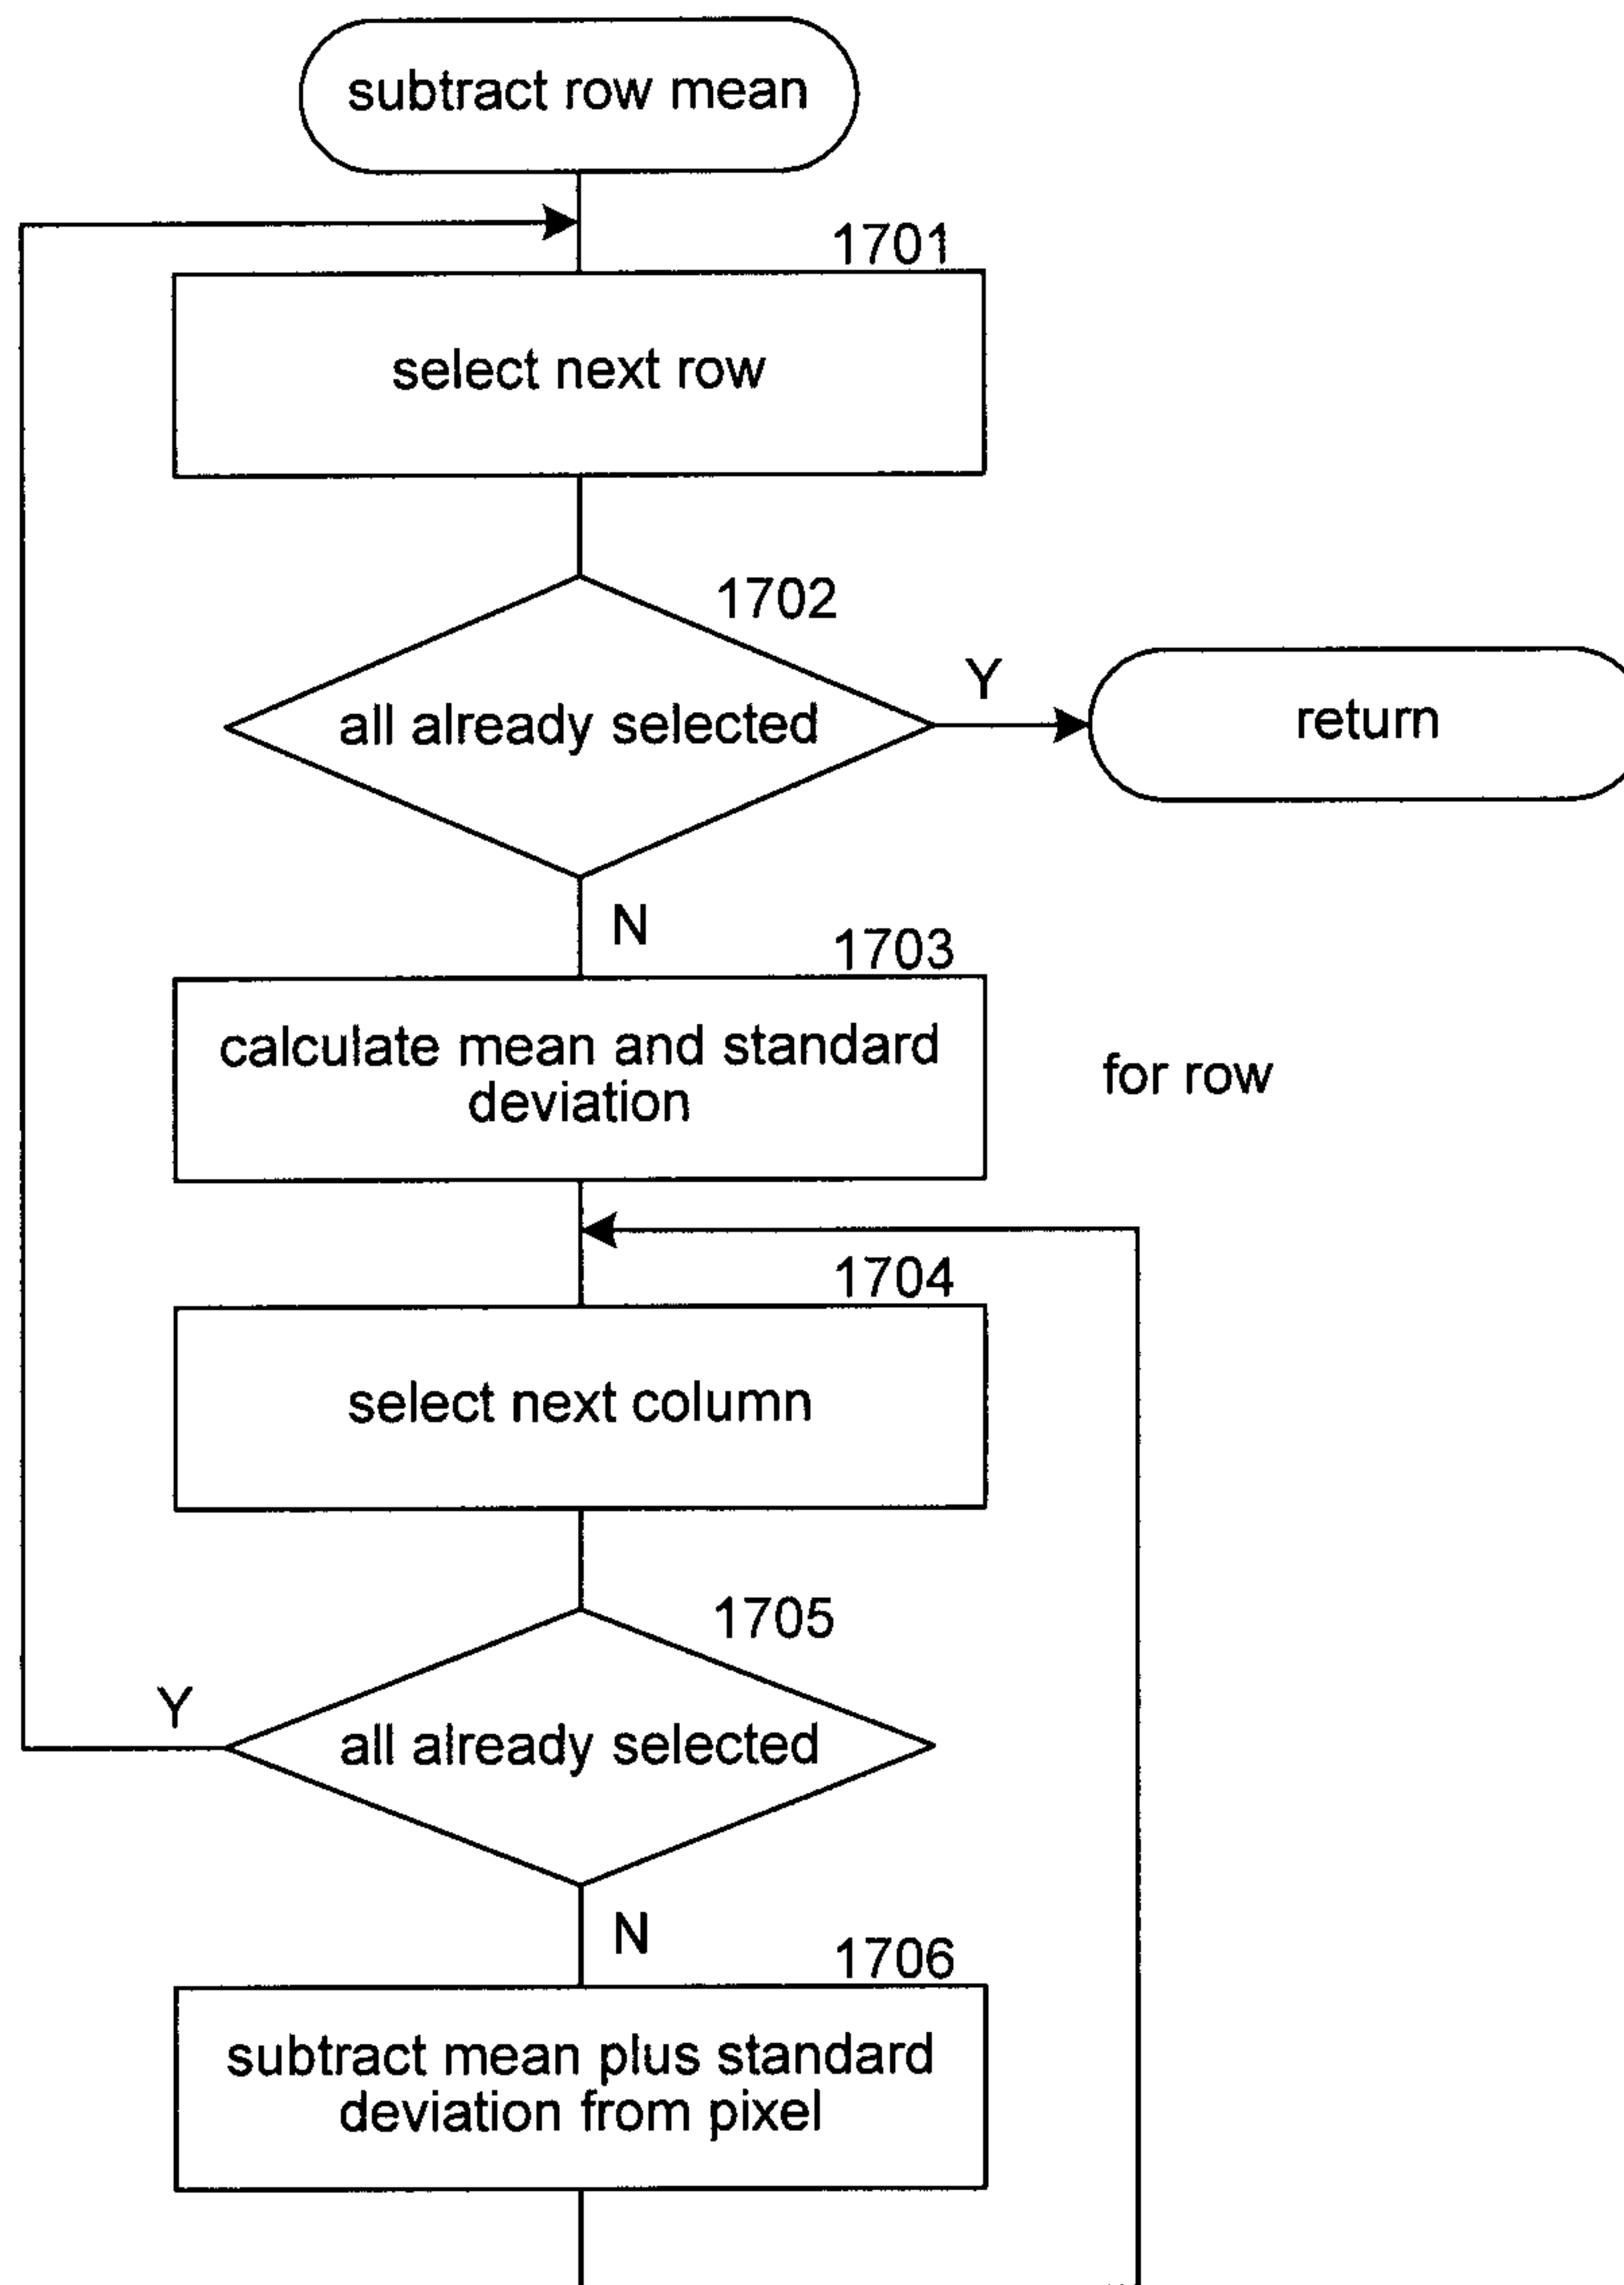 subtract row mean
1701
select next row
1702
all already selected
Y
return
N
1703
calculate mean and standard
deviation
for row
1704
select next column
1705
all already selected
Y
N
1706
subtract mean plus standard
deviation from pixel